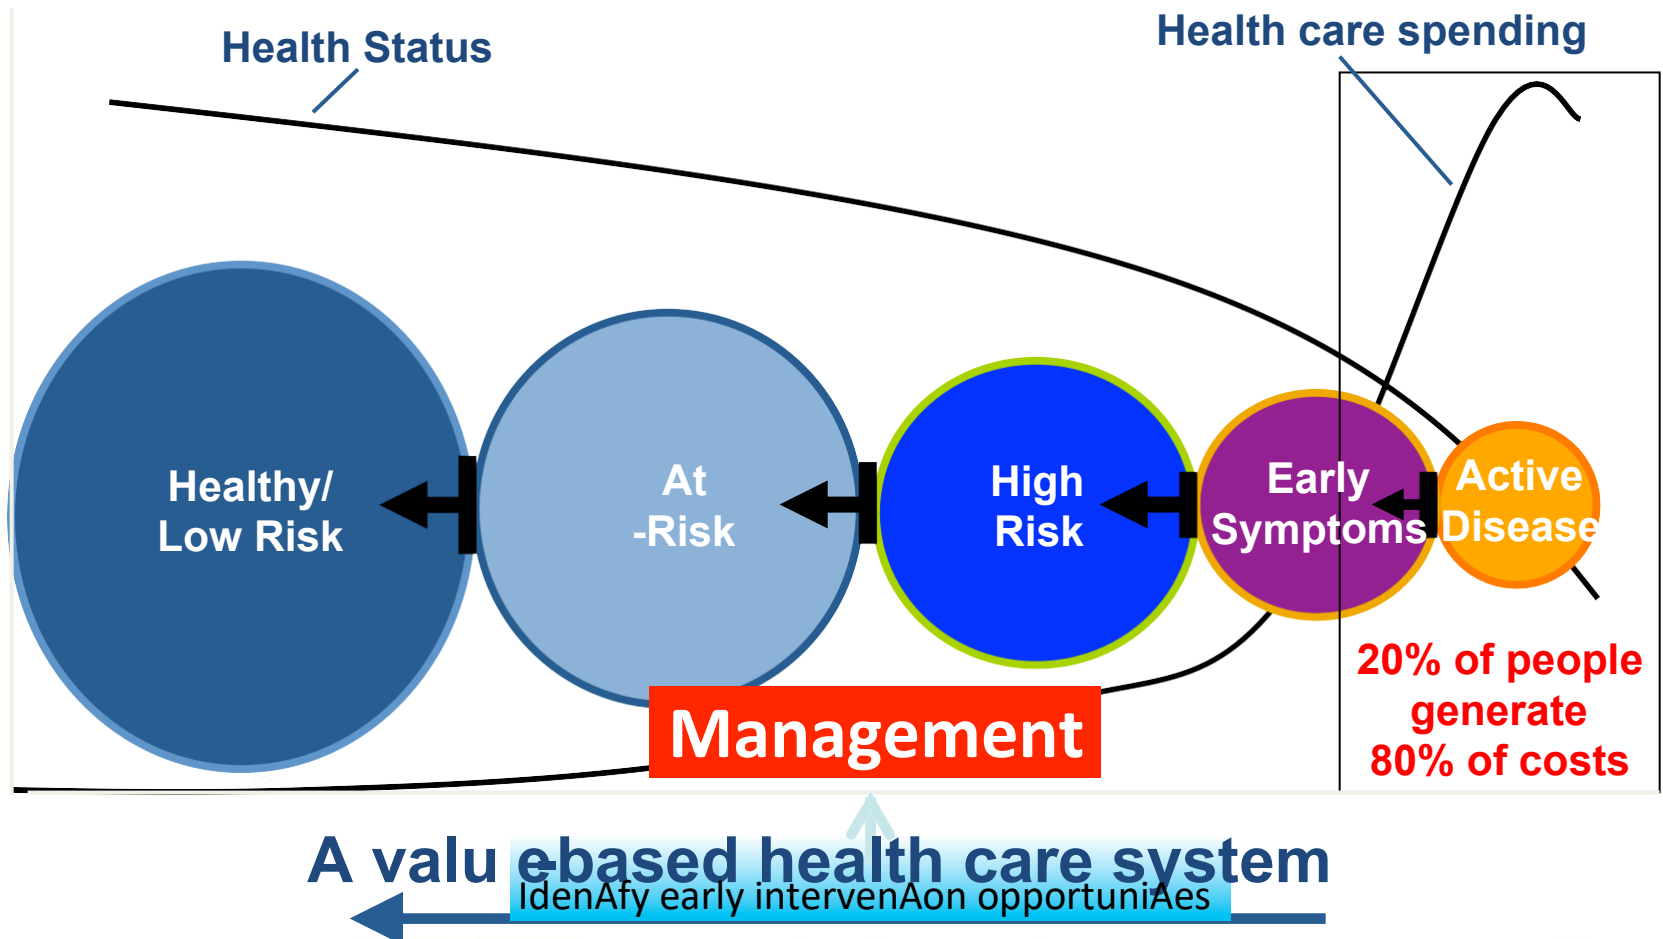 Health Status
Health care spending
Healthy/
Low Risk
At
-Risk
High
Risk
Early
Symptoms
Active
Disease
20% of people
generate
80% of costs
Management
A valu e-based health care system
IdenAfy early intervenAon opportuniAes